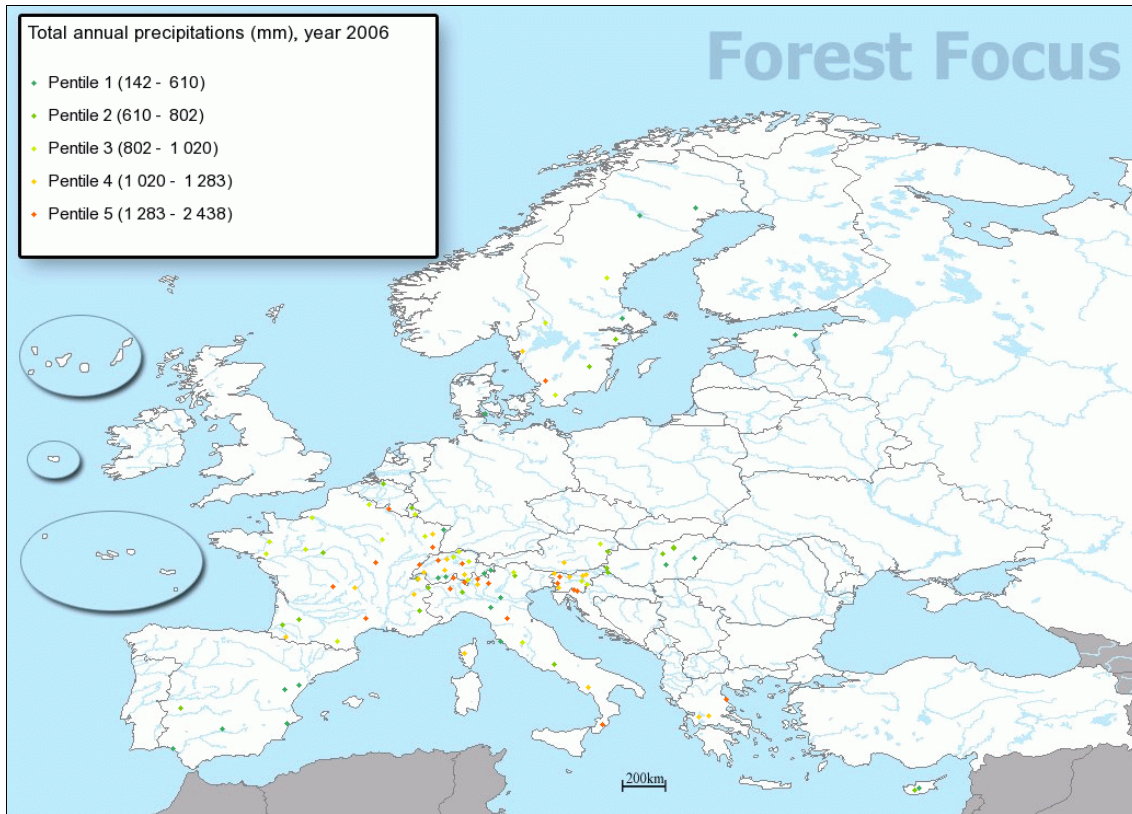 Total annual precipitations (mm), year 2006
Forest Focus
Pentile 1 (142 - 610)
Pentile 2 (610 - 802)
Pentile 3 (802 - 1 020)
Pentile 4 (1 020 - 1 283)
Pentile 5 (1 283 - 2 438)
200km